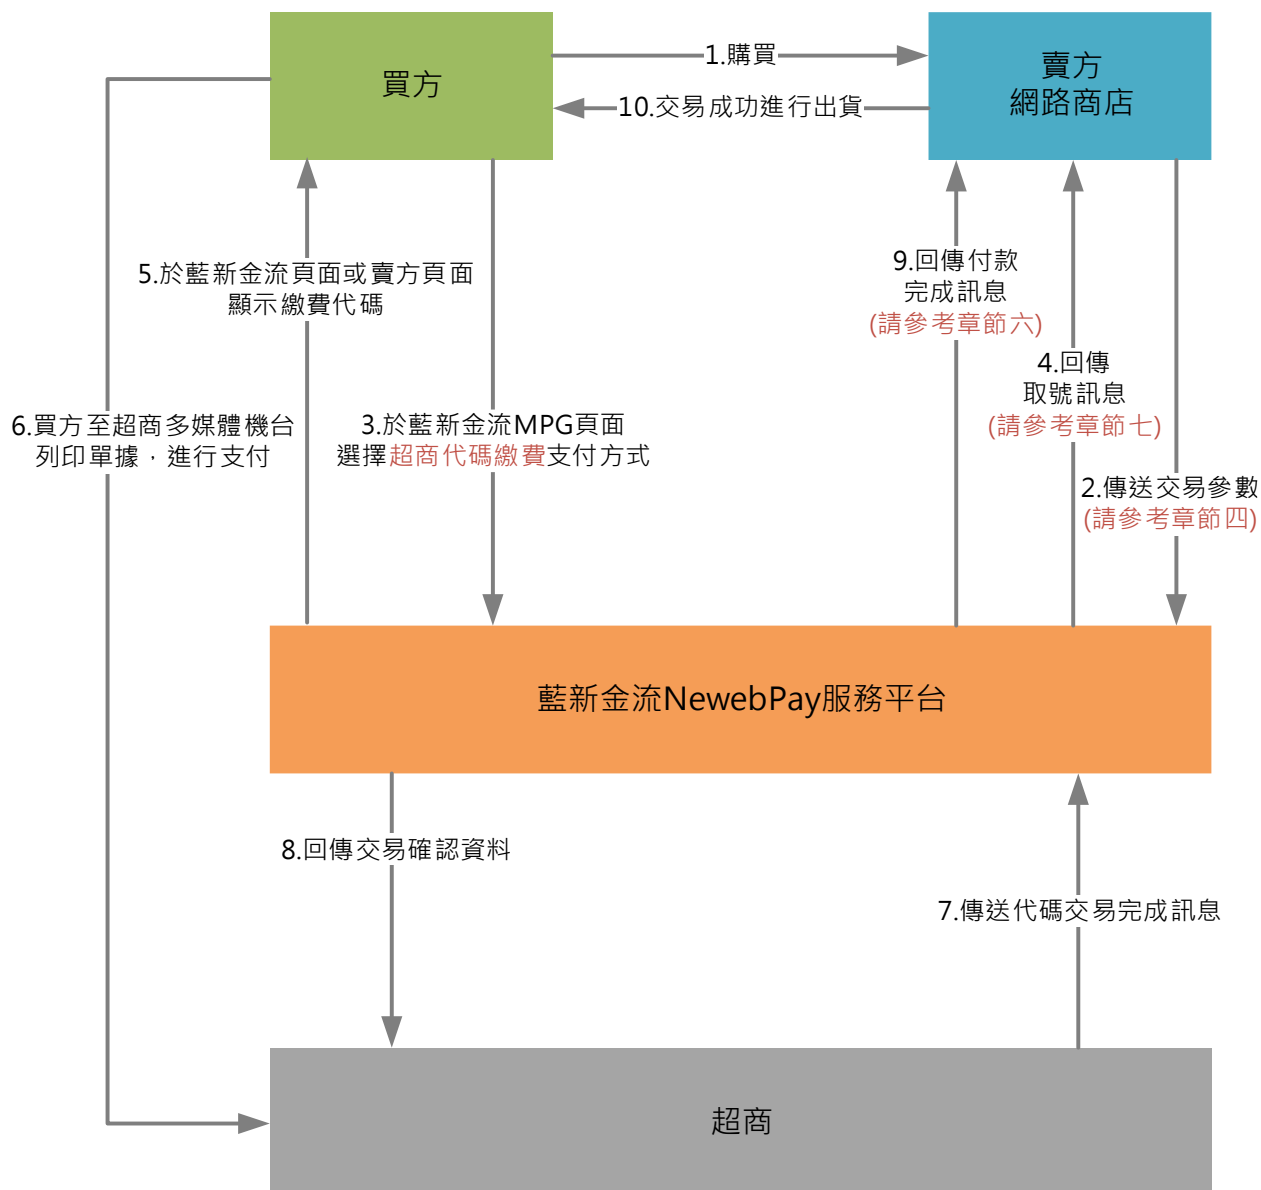 買方
1.購買
賣方
網路商店
10.交易成功進行出貨
5.於藍新金流頁面或賣方頁面
顯示繳費代碼
9.回傳付款
完成訊息
(請參考章節六)
4.回傳
取號訊息
(請參考章節七)
6.買方至超商多媒體機台
列印單據，進行支付
3.於藍新金流MPG頁面
選擇超商代碼繳費支付方式
2.傳送交易參數
(請參考章節四)
藍新金流NewebPay服務平台
8.回傳交易確認資料
7.傳送代碼交易完成訊息
超商